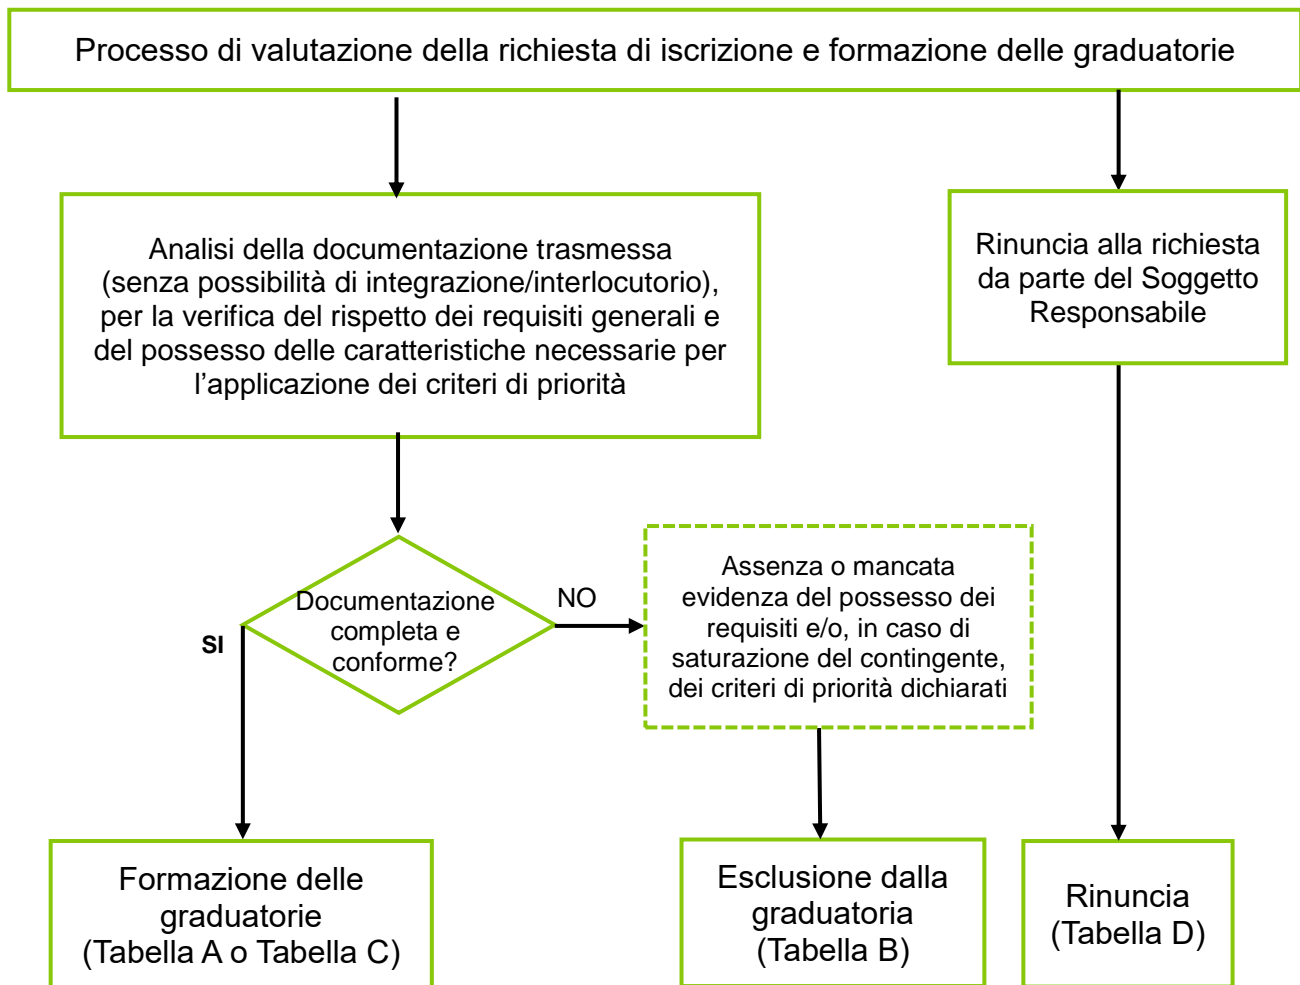 Processo di valutazione della richiesta di iscrizione e formazione delle graduatorie
Analisi della documentazione trasmessa
(senza possibilità di integrazione/interlocutorio),
per la verifica del rispetto dei requisiti generali e
del possesso delle caratteristiche necessarie per
l’applicazione dei criteri di priorità
Rinuncia alla richiesta
da parte del Soggetto
Responsabile
Documentazione
completa e
conforme?
SI
NO
Assenza o mancata
evidenza del possesso dei
requisiti e/o, in caso di
saturazione del contingente,
dei criteri di priorità dichiarati
Formazione delle
graduatorie
(Tabella A o Tabella C)
Esclusione dalla
graduatoria
(Tabella B)
Rinuncia
(Tabella D)